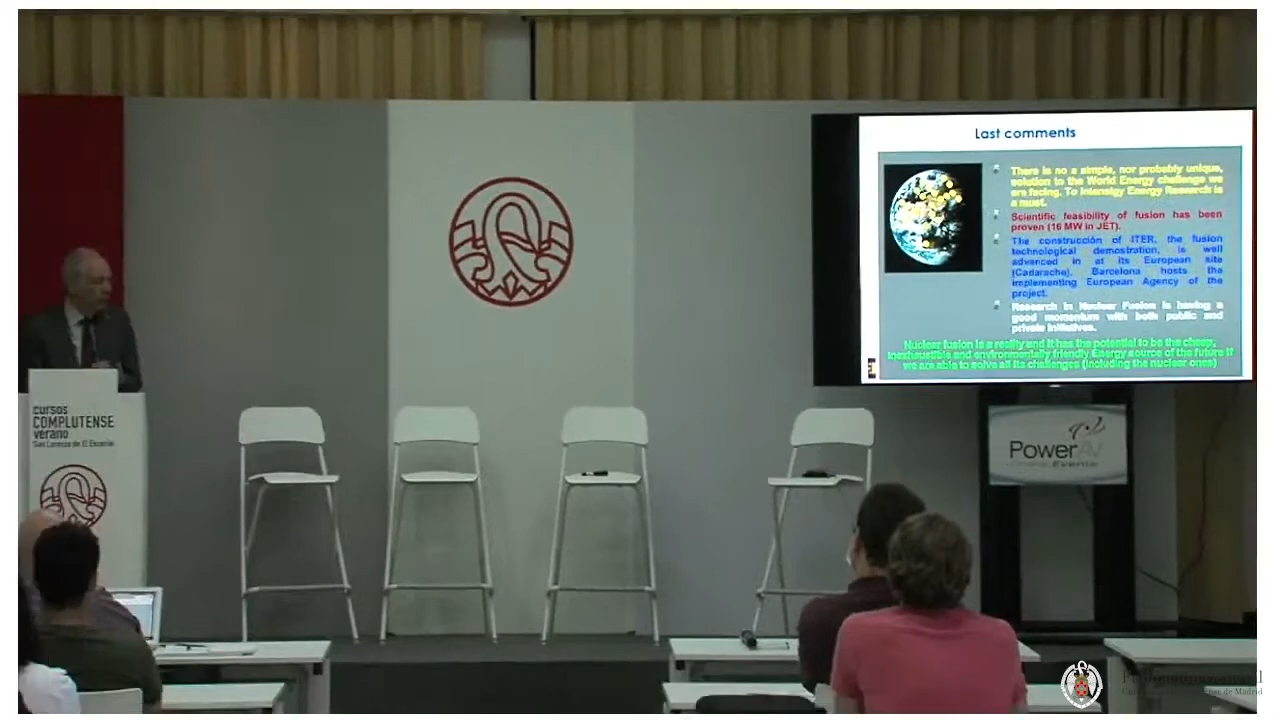 Last comments
There is no a simple, nor probably unique,
solution to the World Energy challenge we
are facing. To intensigy Energy Research is
a must.
Scientific feasibility of fusion has been
proven (16 MW in JET).
The construcción of ITER, the fusion
technological demostration, is well
advanced in at its European site
(Cadarache). Barcelona hosts the
implementing European Agency of the
project.
Research in Nuclear Fusion is having a
good momentum with both public and
private initiatives.
Nuclear fusion is a reality and it has the potential to be the cheap,
inexhaustible and environmentally friendly Energy source of the future if
we are able to solve all its challenges (including the nuclear ones)
cursos
COMPLUTENSE
verano
San Lorenzo de El Escorial
PowerAV
Evento
General
de Madrid